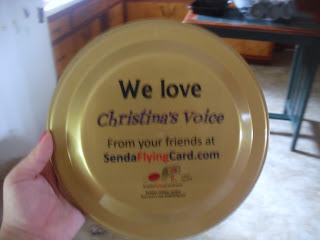 We love
Christina's Voice
From your friends at
SendaFlyingCard.com